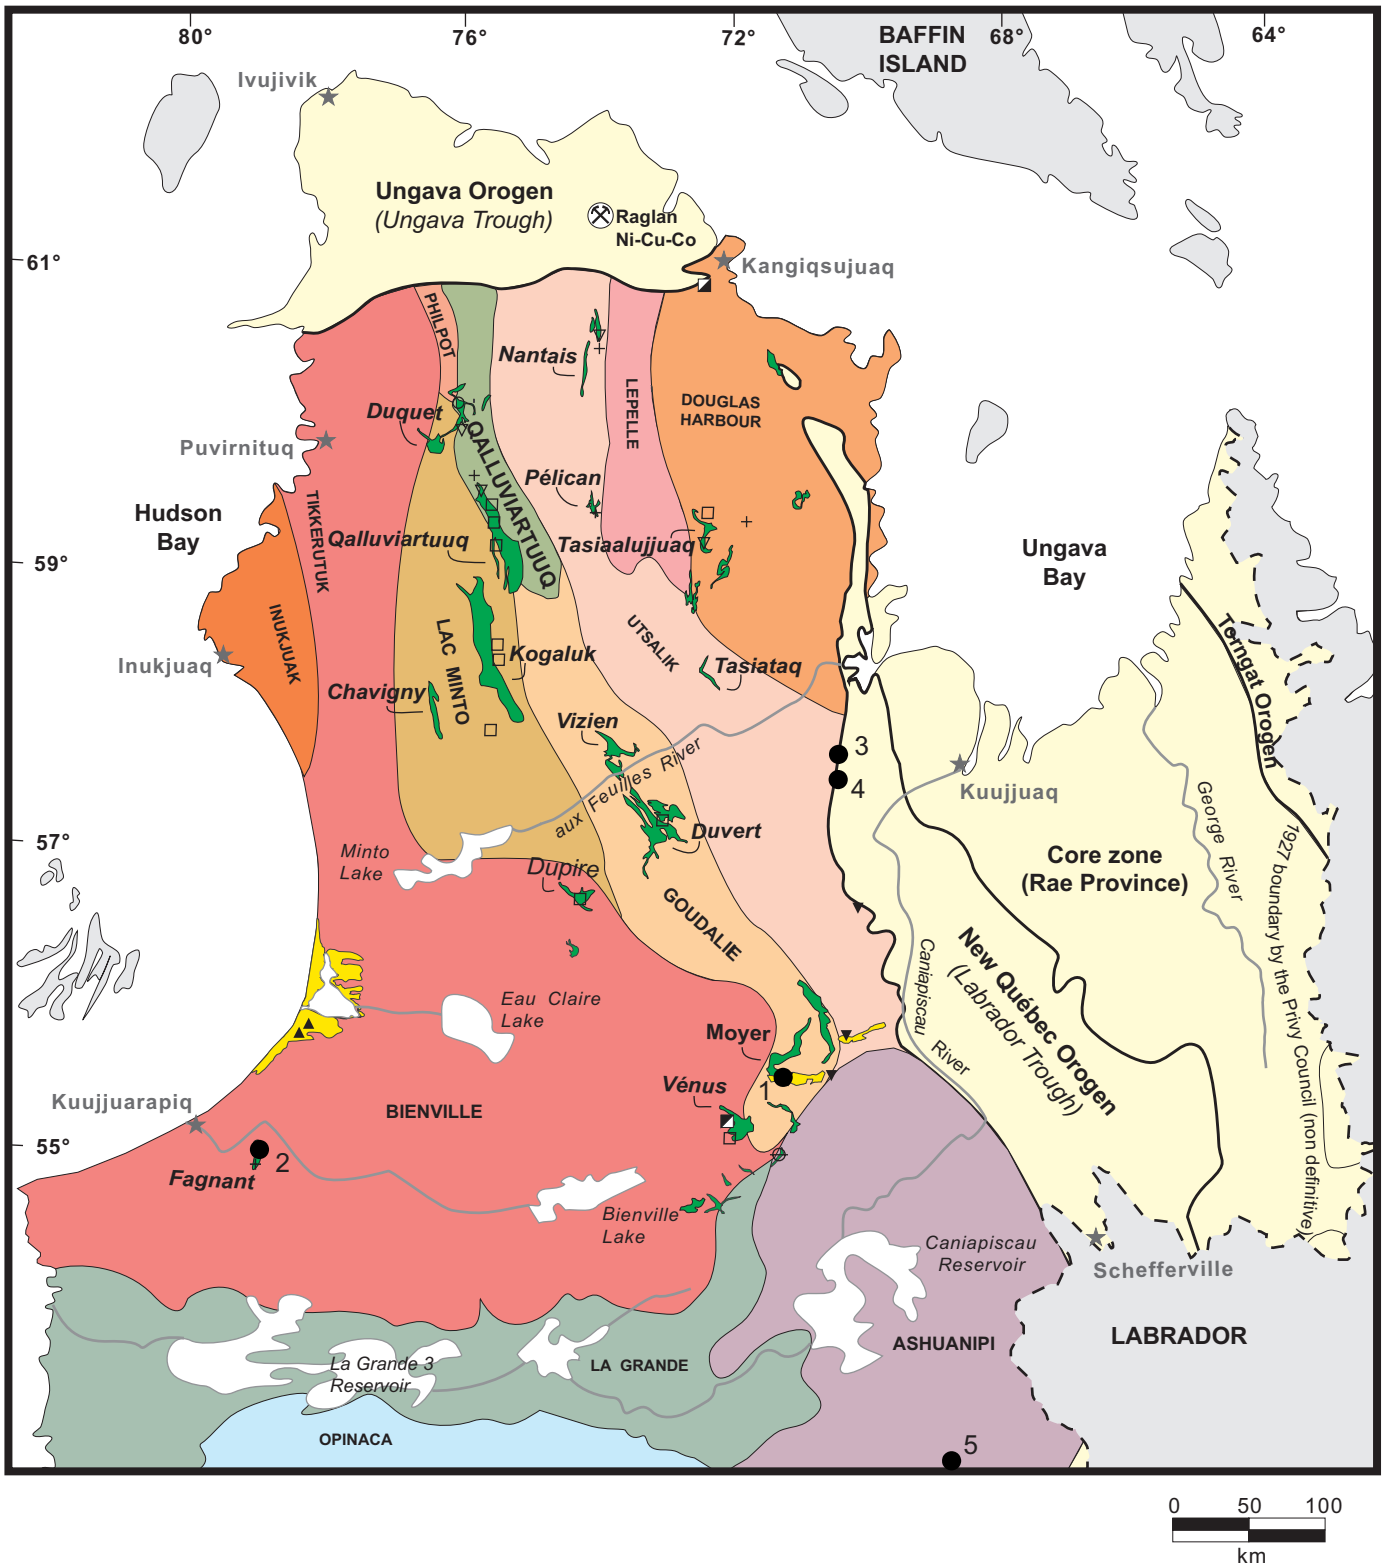 80°
76°
72°
68°
64°
BAFFIN
ISLAND
Ivujivik
Ungava Orogen
(Ungava Trough)
Raglan
Ni-Cu-Co
61°
Kangiqsujuaq
PHILPOT
Nantais
LEPELLE
DOUGLAS
HARBOUR
Duquet
Puvirnituq
QALLUVIARTUUQ
Pélican
Hudson
Bay
TIKKERUTUK
Qalluviartuuq
Tasiaalujjuaq
Ungava
Bay
59°
INUKJUAK
Inukjuaq
LAC MINTO
Kogaluk
UTSALIK
Tasiataq
Torngat Orogen
Chavigny
Vizien
aux Feuilles River
3
4
Kuujjuaq
George River
57°
Minto
Lake
Duvert
Dupire
Core zone
(Rae Province)
1927 boundary by the Privy Council (non definitive)
GOUDALIE
New Québec Orogen
(Labrador Trough)
Caniapiscau
River
Eau Claire
Lake
Moyer
1
Vénus
Kuujjuarapiq
BIENVILLE
55°
2
Fagnant
Bienville
Lake
Caniapiscau
Reservoir
Schefferville
LABRADOR
ASHUANIPI
La Grande 3
Reservoir
LA GRANDE
OPINACA
5
0 50 100
km